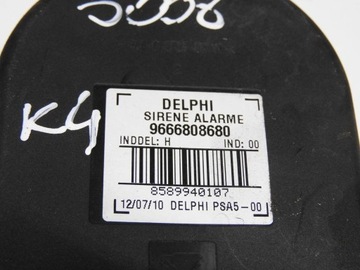 DELPHI
SIRENE ALARME
9666808680
INDDEL: H IND: 00
8589940107
12/07/10 DELPHI PSA5-00
K4